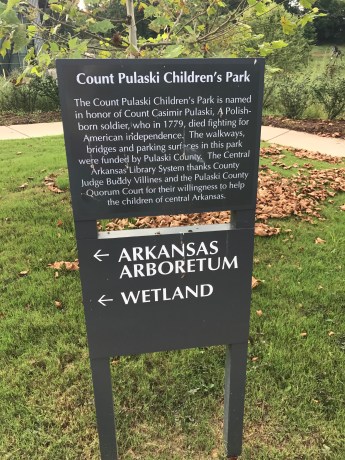 Count Pulaski Children's Park
The Count Pulaski Children's Park is named
in honor of Count Casimir Pulaski, A Polish-
born soldier, who in 1779, died fighting for
American independence. The walkways,
bridges and parking surfaces in this park
were funded by Pulaski County. The Central
Arkansas Library System thanks County
Judge Buddy Villines and the Pulaski County
Quorum Court for their willingness to help
the children of central Arkansas.
← ARKANSAS
ARBORETUM
← WETLAND